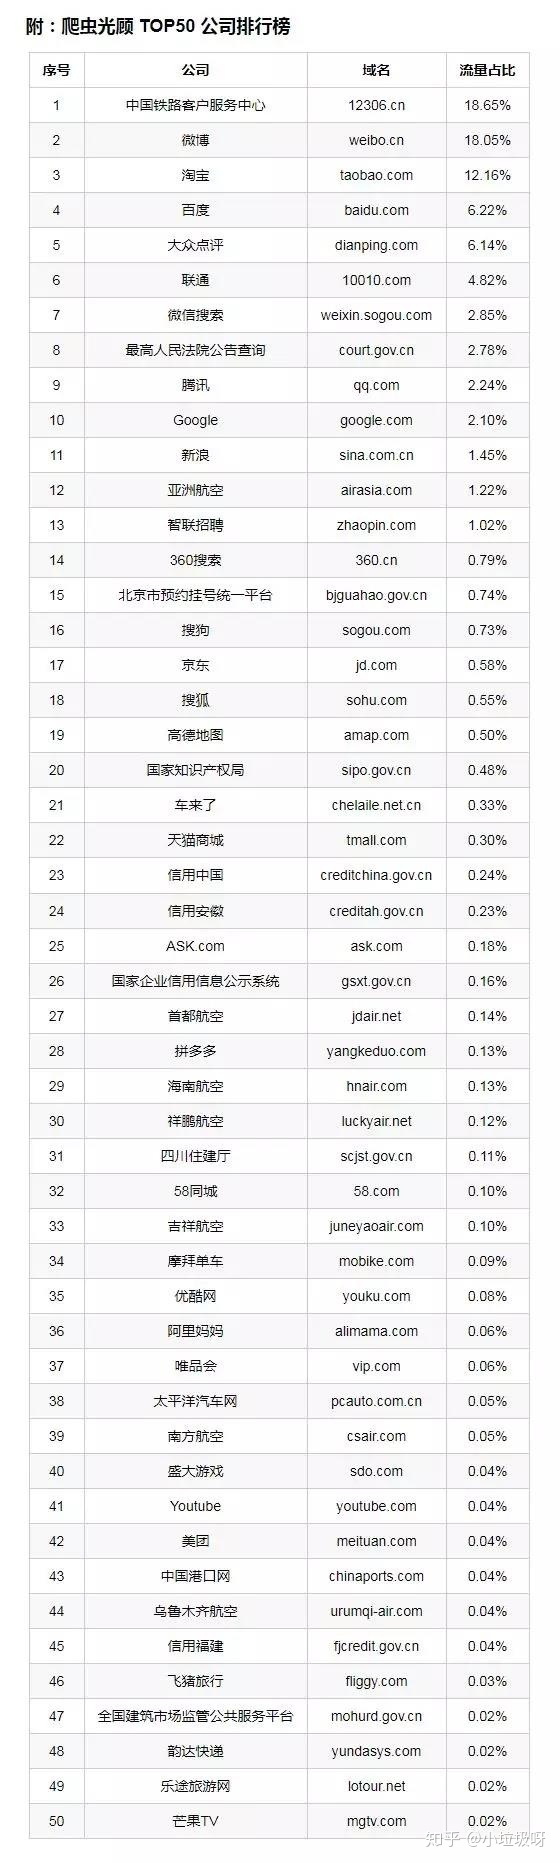 附：爬虫光顾 TOP50 公司排行榜
序号 公司 域名 流量占比
1 中国铁路客户服务中心 12306.cn 18.65%
2 微博 weibo.cn 18.05%
3 淘宝 taobao.com 12.16%
4 百度 baidu.com 6.22%
5 大众点评 dianping.com 6.14%
6 联通 10010.com 4.82%
7 微信搜索 weixin.sogou.com 2.85%
8 最高人民法院公告查询 court.gov.cn 2.78%
9 腾讯 qq.com 2.24%
10 Google google.com 2.10%
11 新浪 sina.com.cn 1.45%
12 亚洲航空 airasia.com 1.22%
13 智联招聘 zhaopin.com 1.02%
14 360搜索 360.cn 0.79%
15 北京市预约挂号统一平台 bjguahao.gov.cn 0.74%
16 搜狗 sogou.com 0.73%
17 京东 jd.com 0.58%
18 搜狐 sohu.com 0.55%
19 高德地图 amap.com 0.50%
20 国家知识产权局 sipo.gov.cn 0.48%
21 车来了 chelaile.net.cn 0.33%
22 天猫商城 tmall.com 0.30%
23 信用中国 creditchina.gov.cn 0.24%
24 信用安徽 creditah.gov.cn 0.23%
25 ASK.com ask.com 0.18%
26 国家企业信用信息公示系统 gsxt.gov.cn 0.16%
27 首都航空 jdair.net 0.14%
28 拼多多 yangkeduo.com 0.13%
29 海南航空 hnair.com 0.13%
30 祥鹏航空 luckyair.net 0.12%
31 四川住建厅 scjst.gov.cn 0.11%
32 58同城 58.com 0.10%
33 吉祥航空 juneyaoair.com 0.10%
34 摩拜单车 mobike.com 0.09%
35 优酷网 youku.com 0.08%
36 阿里妈妈 alimama.com 0.06%
37 唯品会 vip.com 0.06%
38 太平洋汽车网 pcauto.com.cn 0.05%
39 南方航空 csair.com 0.05%
40 盛大游戏 sdo.com 0.04%
41 Youtube youtube.com 0.04%
42 美团 meituan.com 0.04%
43 中国港口网 chinaports.com 0.04%
44 乌鲁木齐航空 urumqi-air.com 0.04%
45 信用福建 fjcredit.gov.cn 0.04%
46 飞猪旅行 fliggy.com 0.03%
47 全国建筑市场监管公共服务平台 mohurd.gov.cn 0.02%
48 韵达快递 yundasys.com 0.02%
49 乐途旅游网 lotour.net 0.02%
50 芒果TV mgtv.com 0.02%
知乎 @小垃圾呀